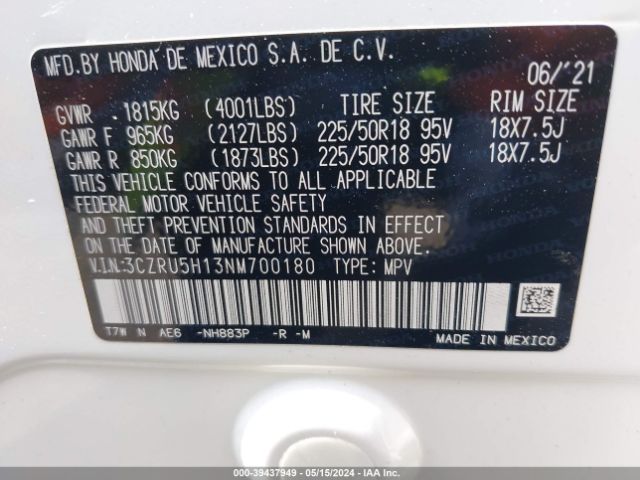 MFD.BY HONDA DE MEXICO S.A. DE C.V.
06/'21
GVWR 1815KG (4001LBS) TIRE SIZE RIM SIZE
GAWR F 965KG (2127LBS) 225/50R18 95V 18X7.5J
GAWR R 850KG (1873LBS) 225/50R18 95V 18X7.5J
THIS VEHICLE CONFORMS TO ALL APPLICABLE
FEDERAL MOTOR VEHICLE SAFETY
AND THEFT PREVENTION STANDARDS IN EFFECT
ON THE DATE OF MANUFACTURE SHOWN ABOVE.
V.IN:3CZRU5H13NM700180 TYPE: MPV
T7W N AE6 -NH883P -R -M
MADE IN MEXICO
000-39437949 - 05/15/2024 - IAA Inc.